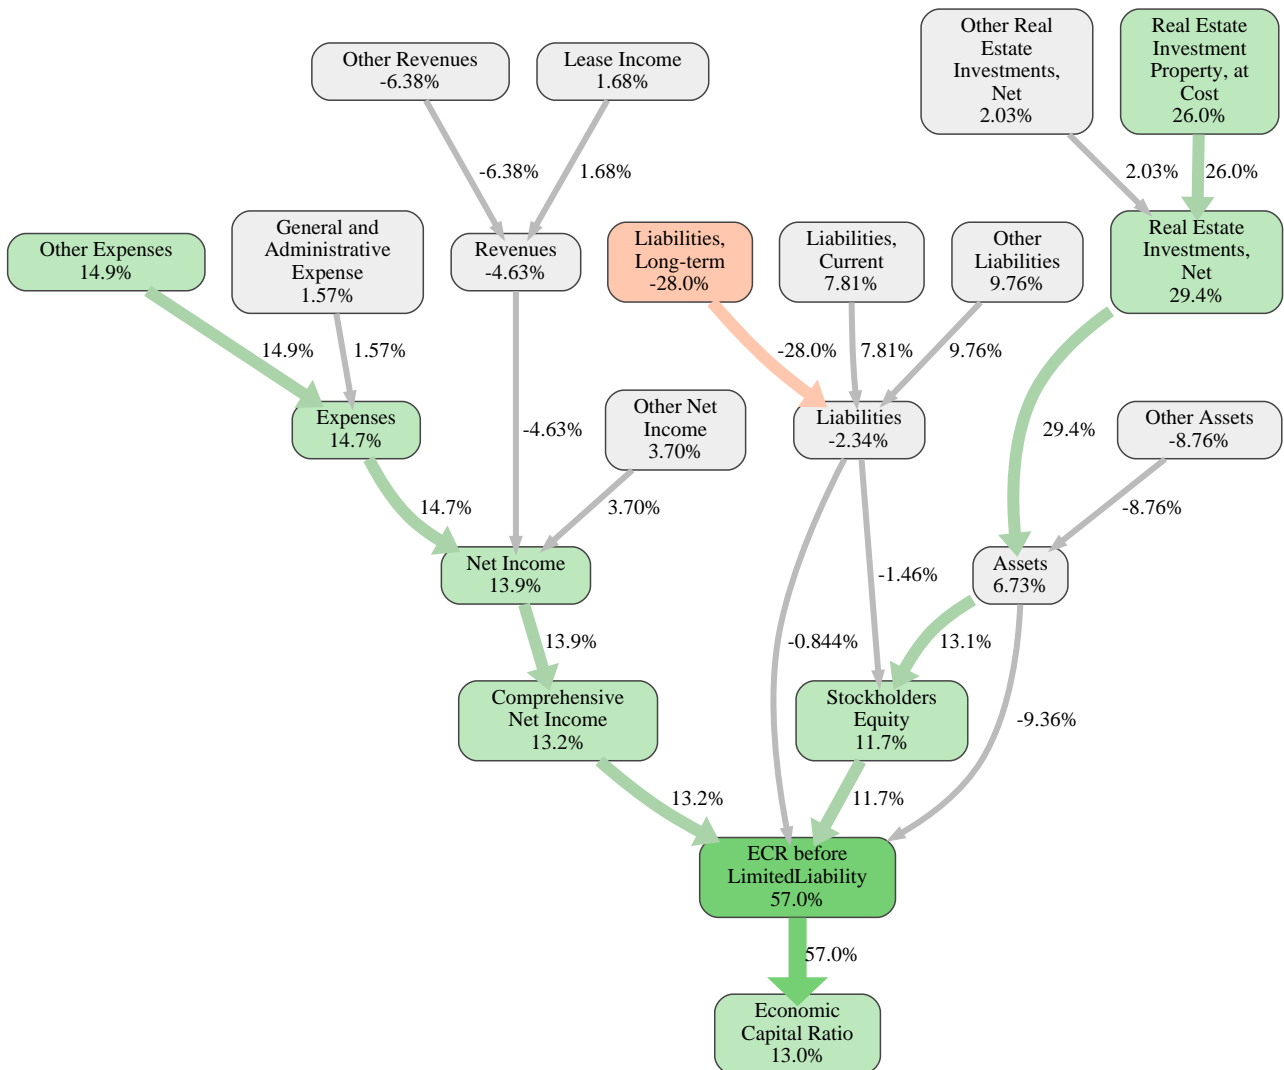 Other Real
Estate
Investments,
Net
2.03%
Real Estate
Investment
Property, at
Cost
26.0%
Other Revenues
-6.38%
Lease Income
1.68%
-6.38%
1.68%
2.03%
26.0%
Other Expenses
14.9%
General and
Administrative
Expense
1.57%
Revenues
-4.63%
Liabilities,
Long-term
-28.0%
Liabilities,
Current
7.81%
Other
Liabilities
9.76%
Real Estate
Investments,
Net
29.4%
14.9%
1.57%
-28.0%
7.81%
9.76%
Expenses
14.7%
-4.63%
Other Net
Income
3.70%
Liabilities
-2.34%
29.4%
Other Assets
-8.76%
14.7%
3.70%
-8.76%
Net Income
13.9%
-1.46%
Assets
6.73%
13.9%
-0.844%
13.1%
Comprehensive
Net Income
13.2%
Stockholders
Equity
11.7%
-9.36%
13.2%
11.7%
ECR before
LimitedLiability
57.0%
57.0%
Economic
Capital Ratio
13.0%